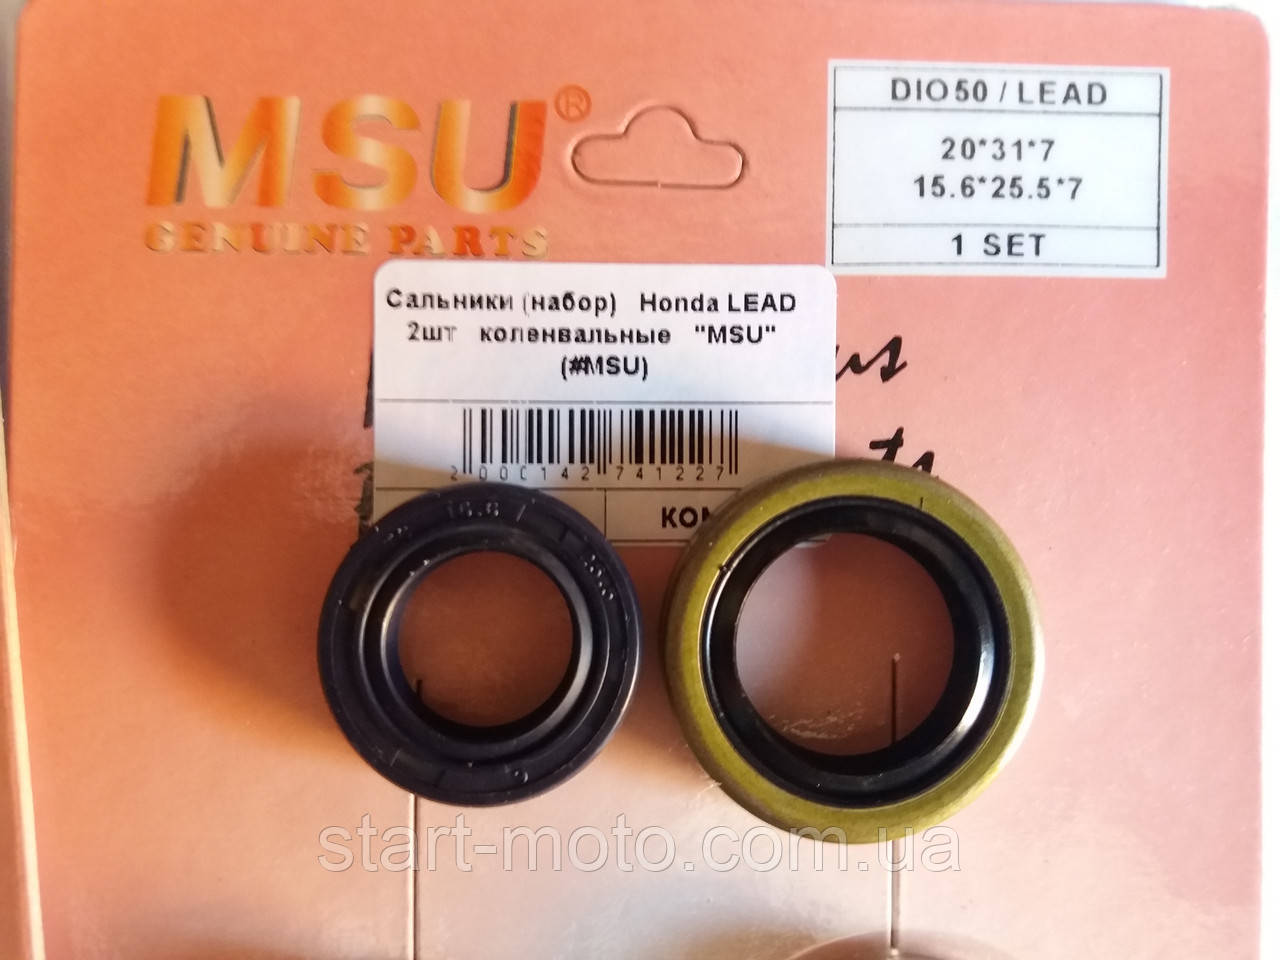 MSU®
GENUINE PARTS
DIO50 / LEAD
20*31*7
15.6*25.5*7
1 SET
Сальники (набор) Honda LEAD
2шт коленвальные "MSU"
(#MSU)
2000142741227
15.6 7
start-moto.com.ua